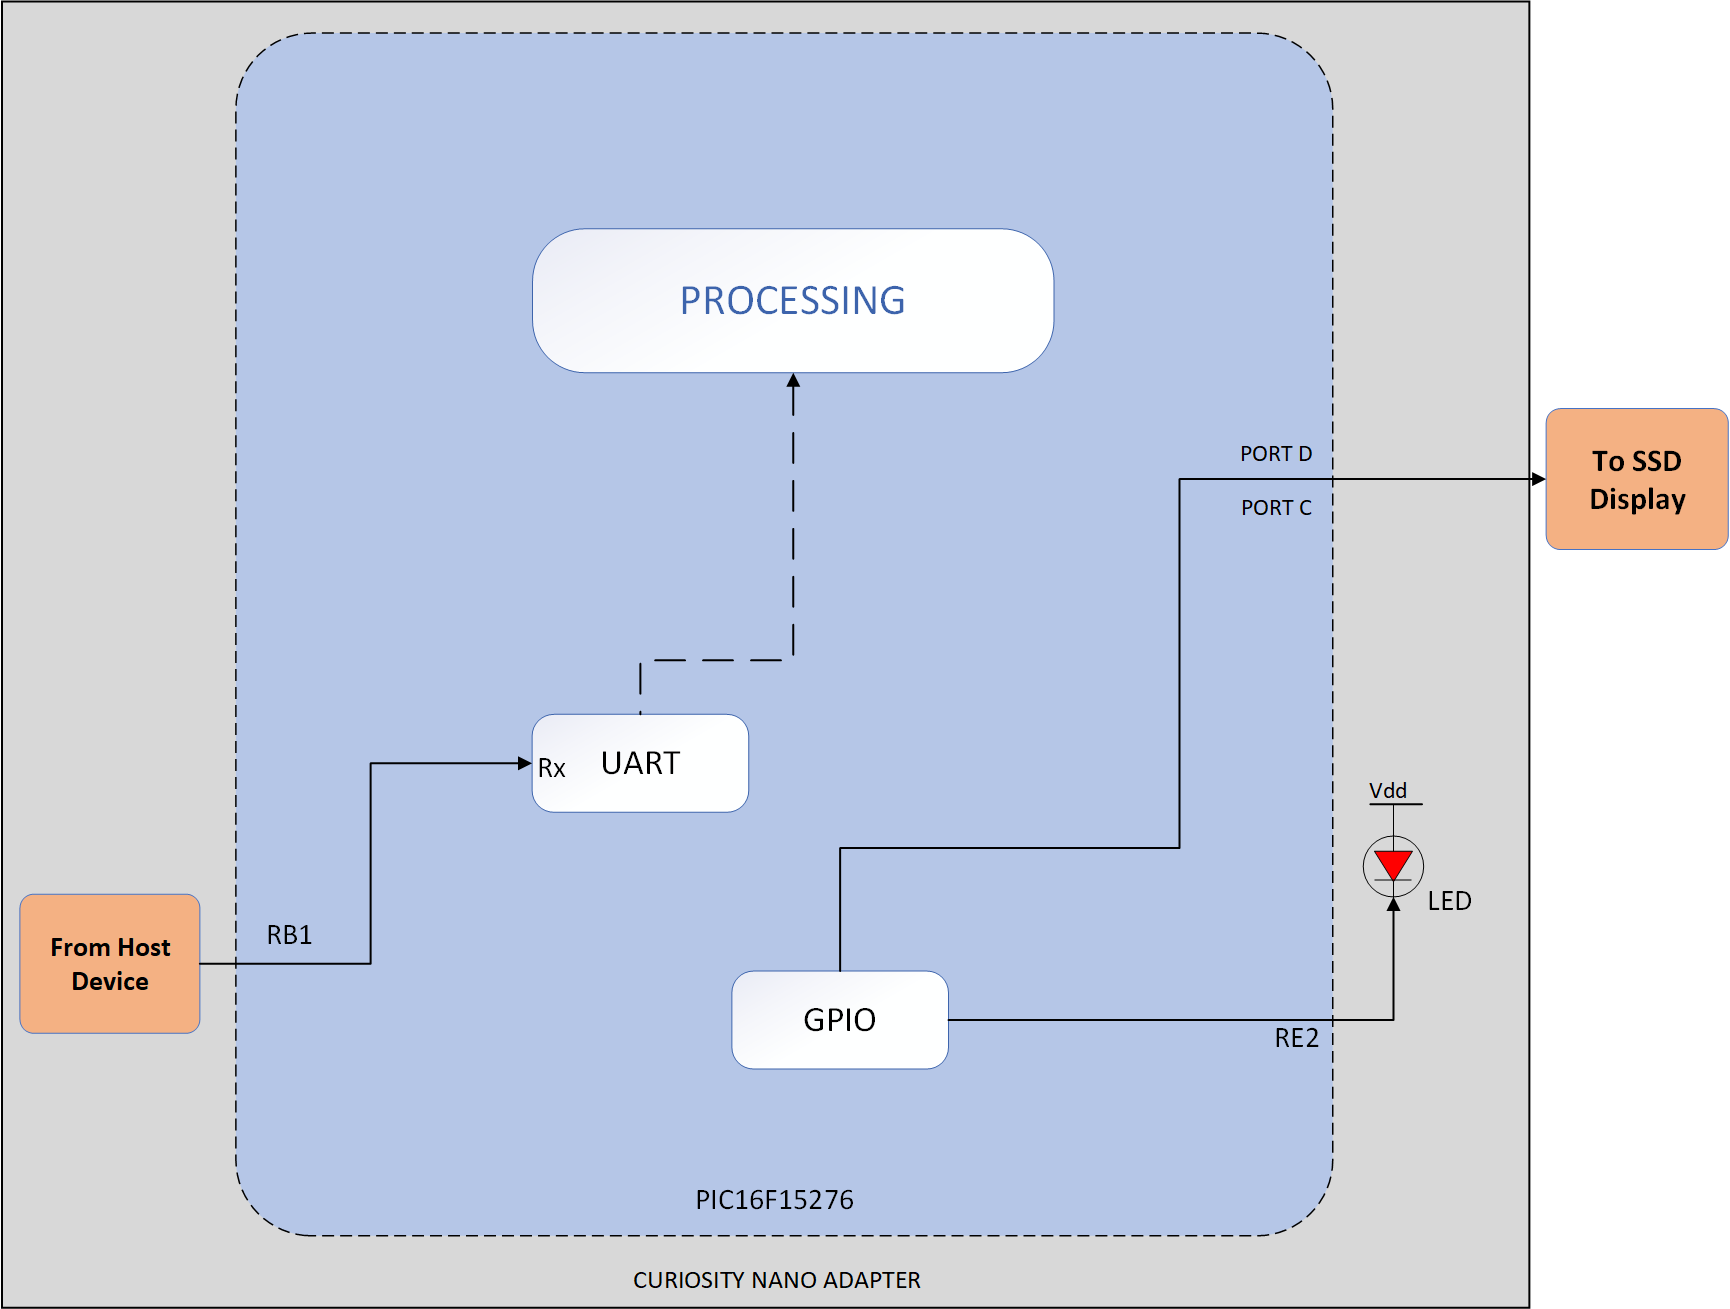 PROCESSING
PORT D
To SSD
Display
PORT C
Rx
UART
Vdd
LED
RB1
From Host
Device
GPIO
RE2
PIC16F15276
CURIOSITY NANO ADAPTER